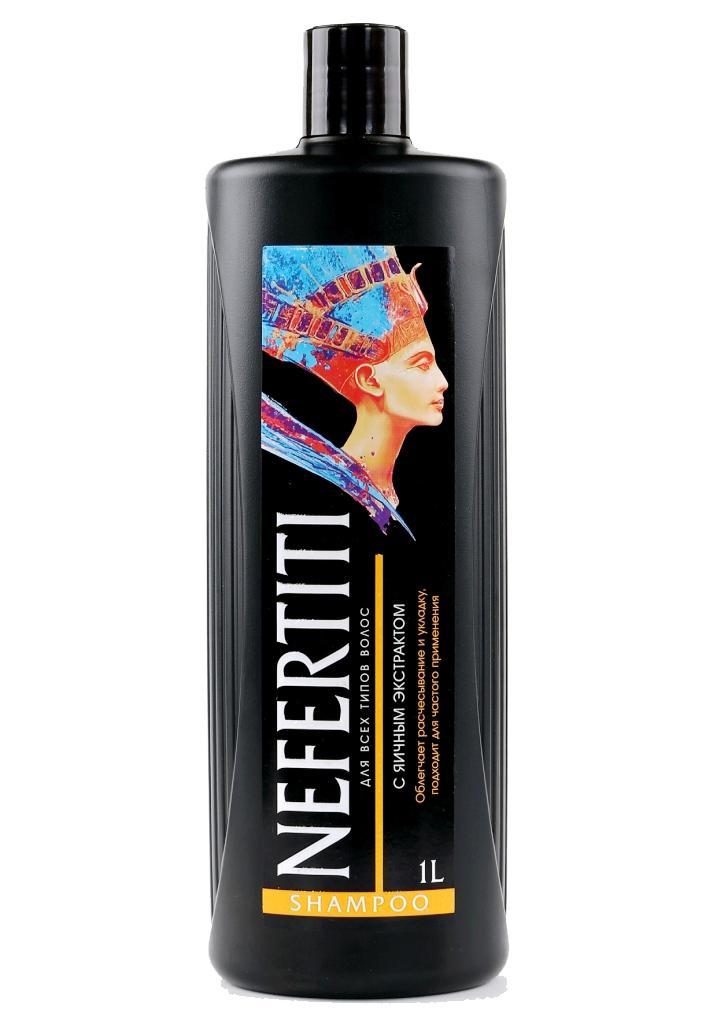 NEFERTITI
ДЛЯ ВСЕХ ТИПОВ ВОЛОС
С ЯИЧНЫМ ЭКСТРАКТОМ
Облегчает расчесывание и укладку,
подходит для частого применения
1L
SHAMPOO